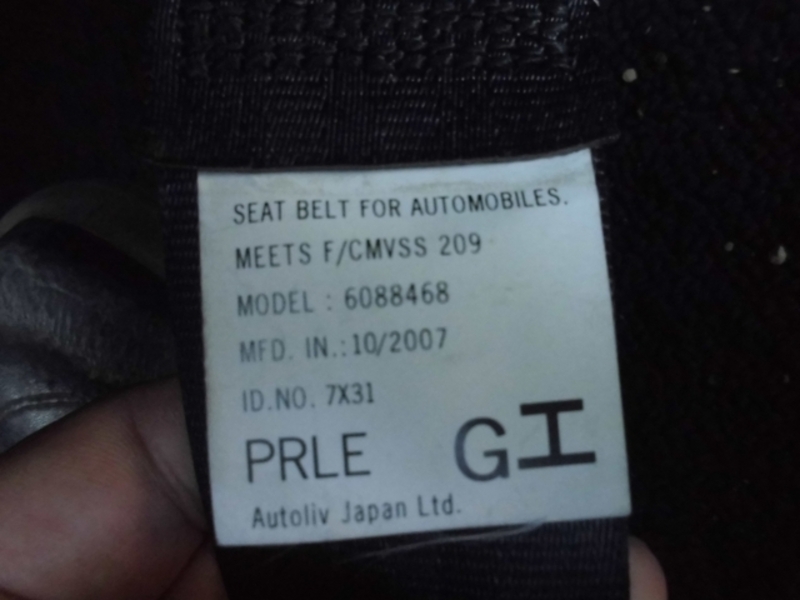 SEAT BELT FOR AUTOMOBILES.
MEETS F/CMVSS 209
MODEL : 6088468
MFD. IN.:10/2007
ID.NO. 7X31
PRLE GI
Autoliv Japan Ltd.